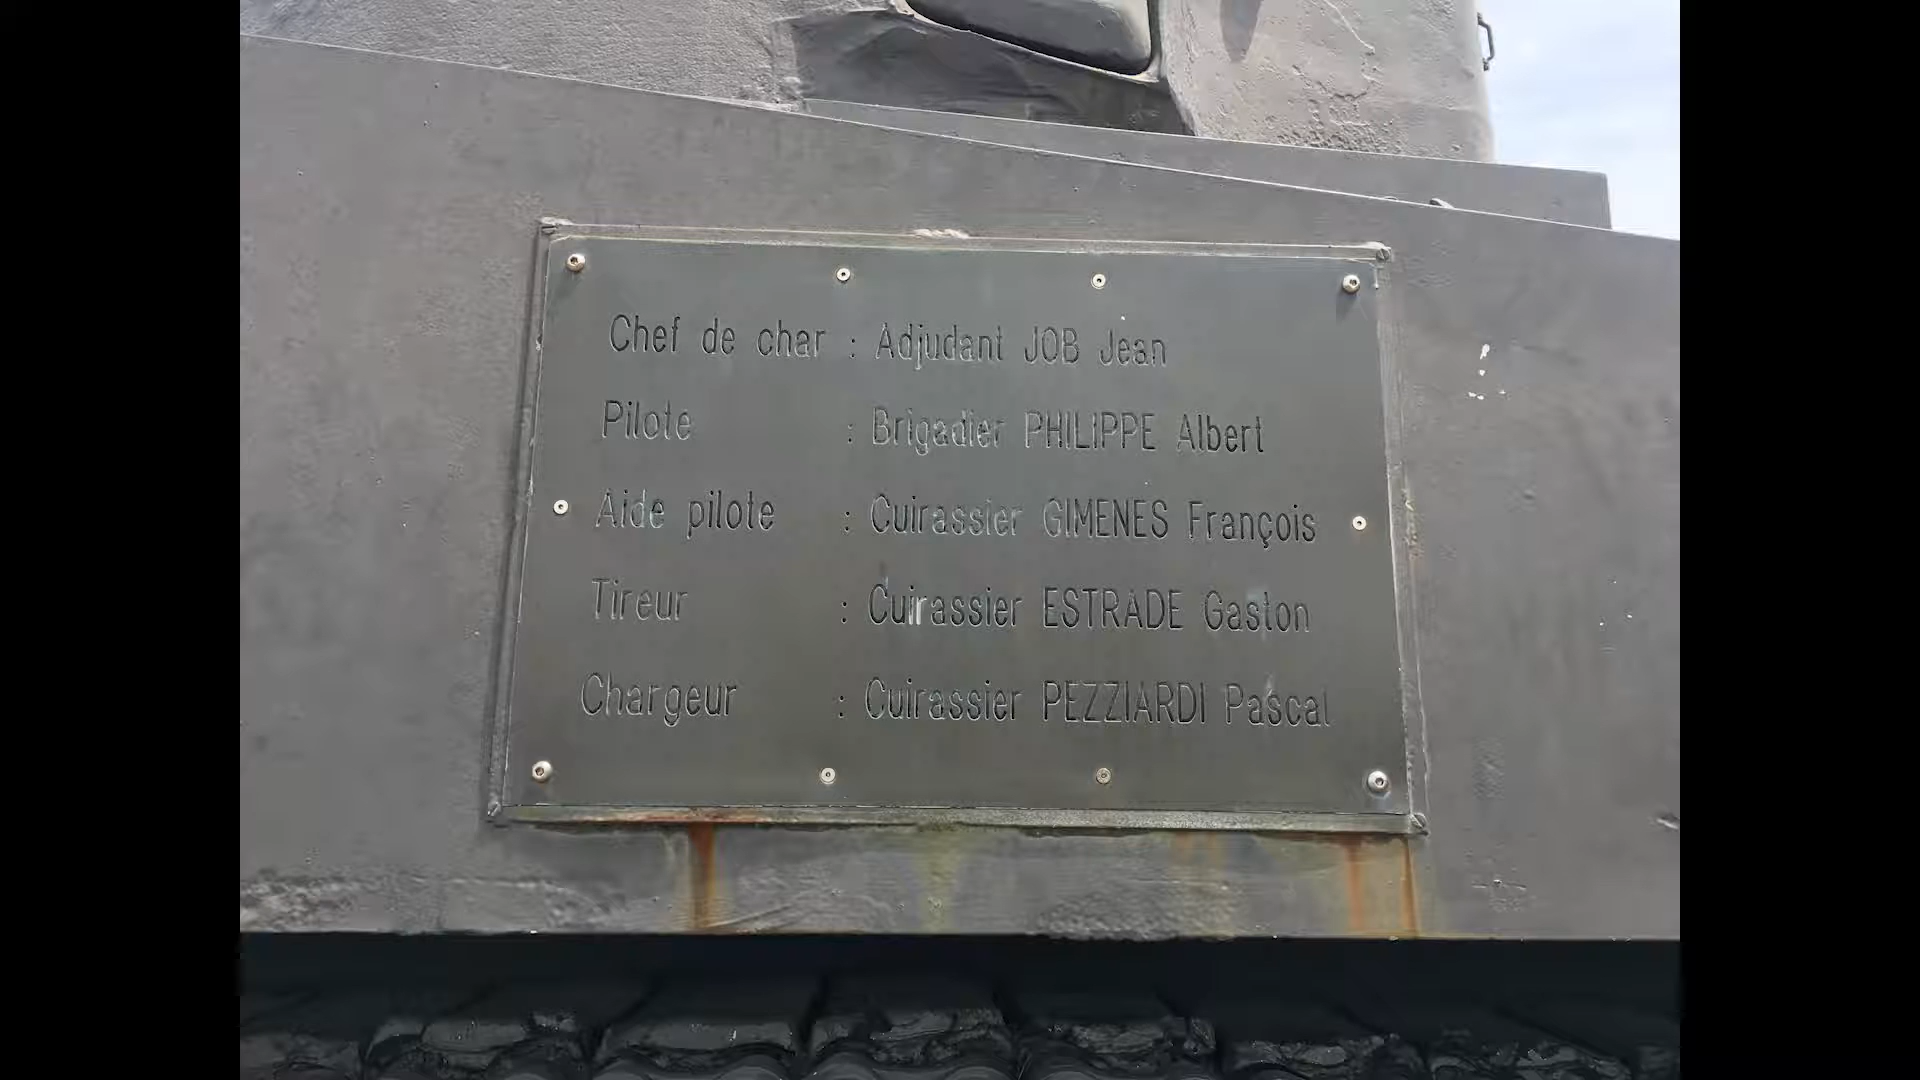 Chef de char : Adjudant JOB Jean
Pilote : Brigadier PHILIPPE Albert
Aide pilote : Cuirassier GIMENES François
Tireur : Cuirassier ESTRADE Gaston
Chargeur : Cuirassier PEZZIARDI Pascal